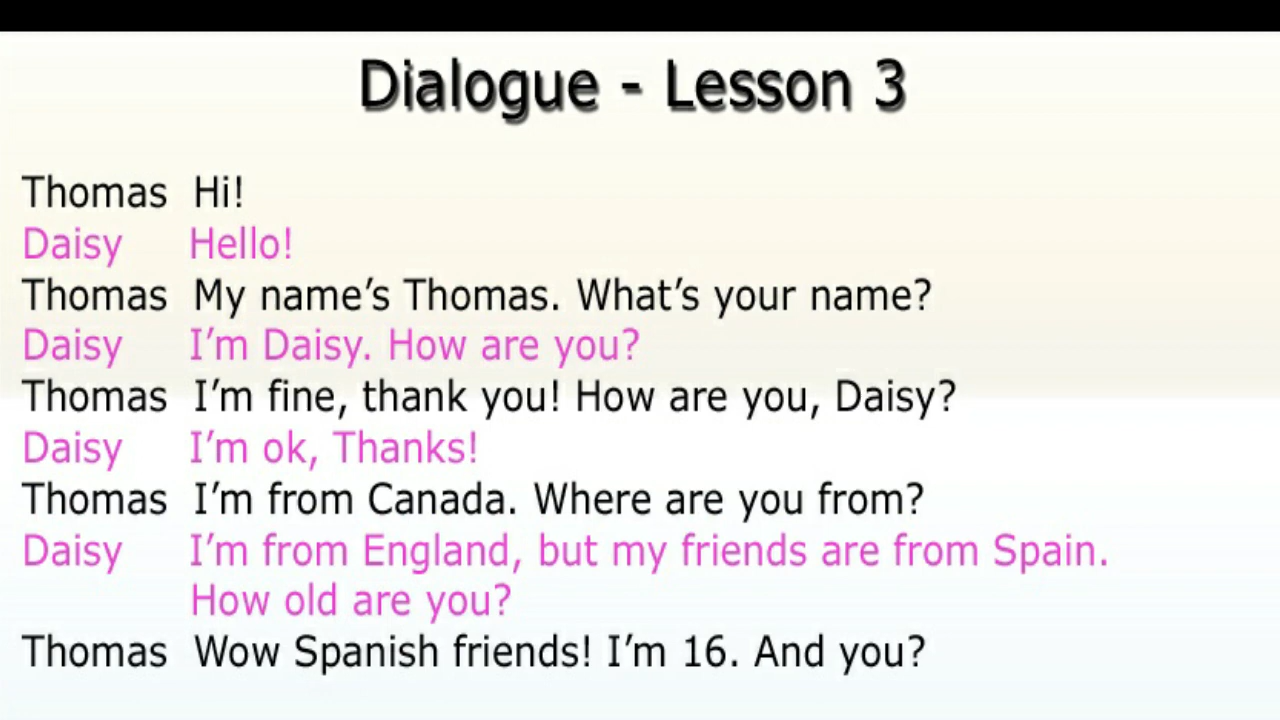 Dialogue - Lesson 3
Thomas Hi!
Daisy Hello!
Thomas My name’s Thomas. What’s your name?
Daisy I’m Daisy. How are you?
Thomas I’m fine, thank you! How are you, Daisy?
Daisy I’m ok, Thanks!
Thomas I’m from Canada. Where are you from?
Daisy I’m from England, but my friends are from Spain.
How old are you?
Thomas Wow Spanish friends! I’m 16. And you?